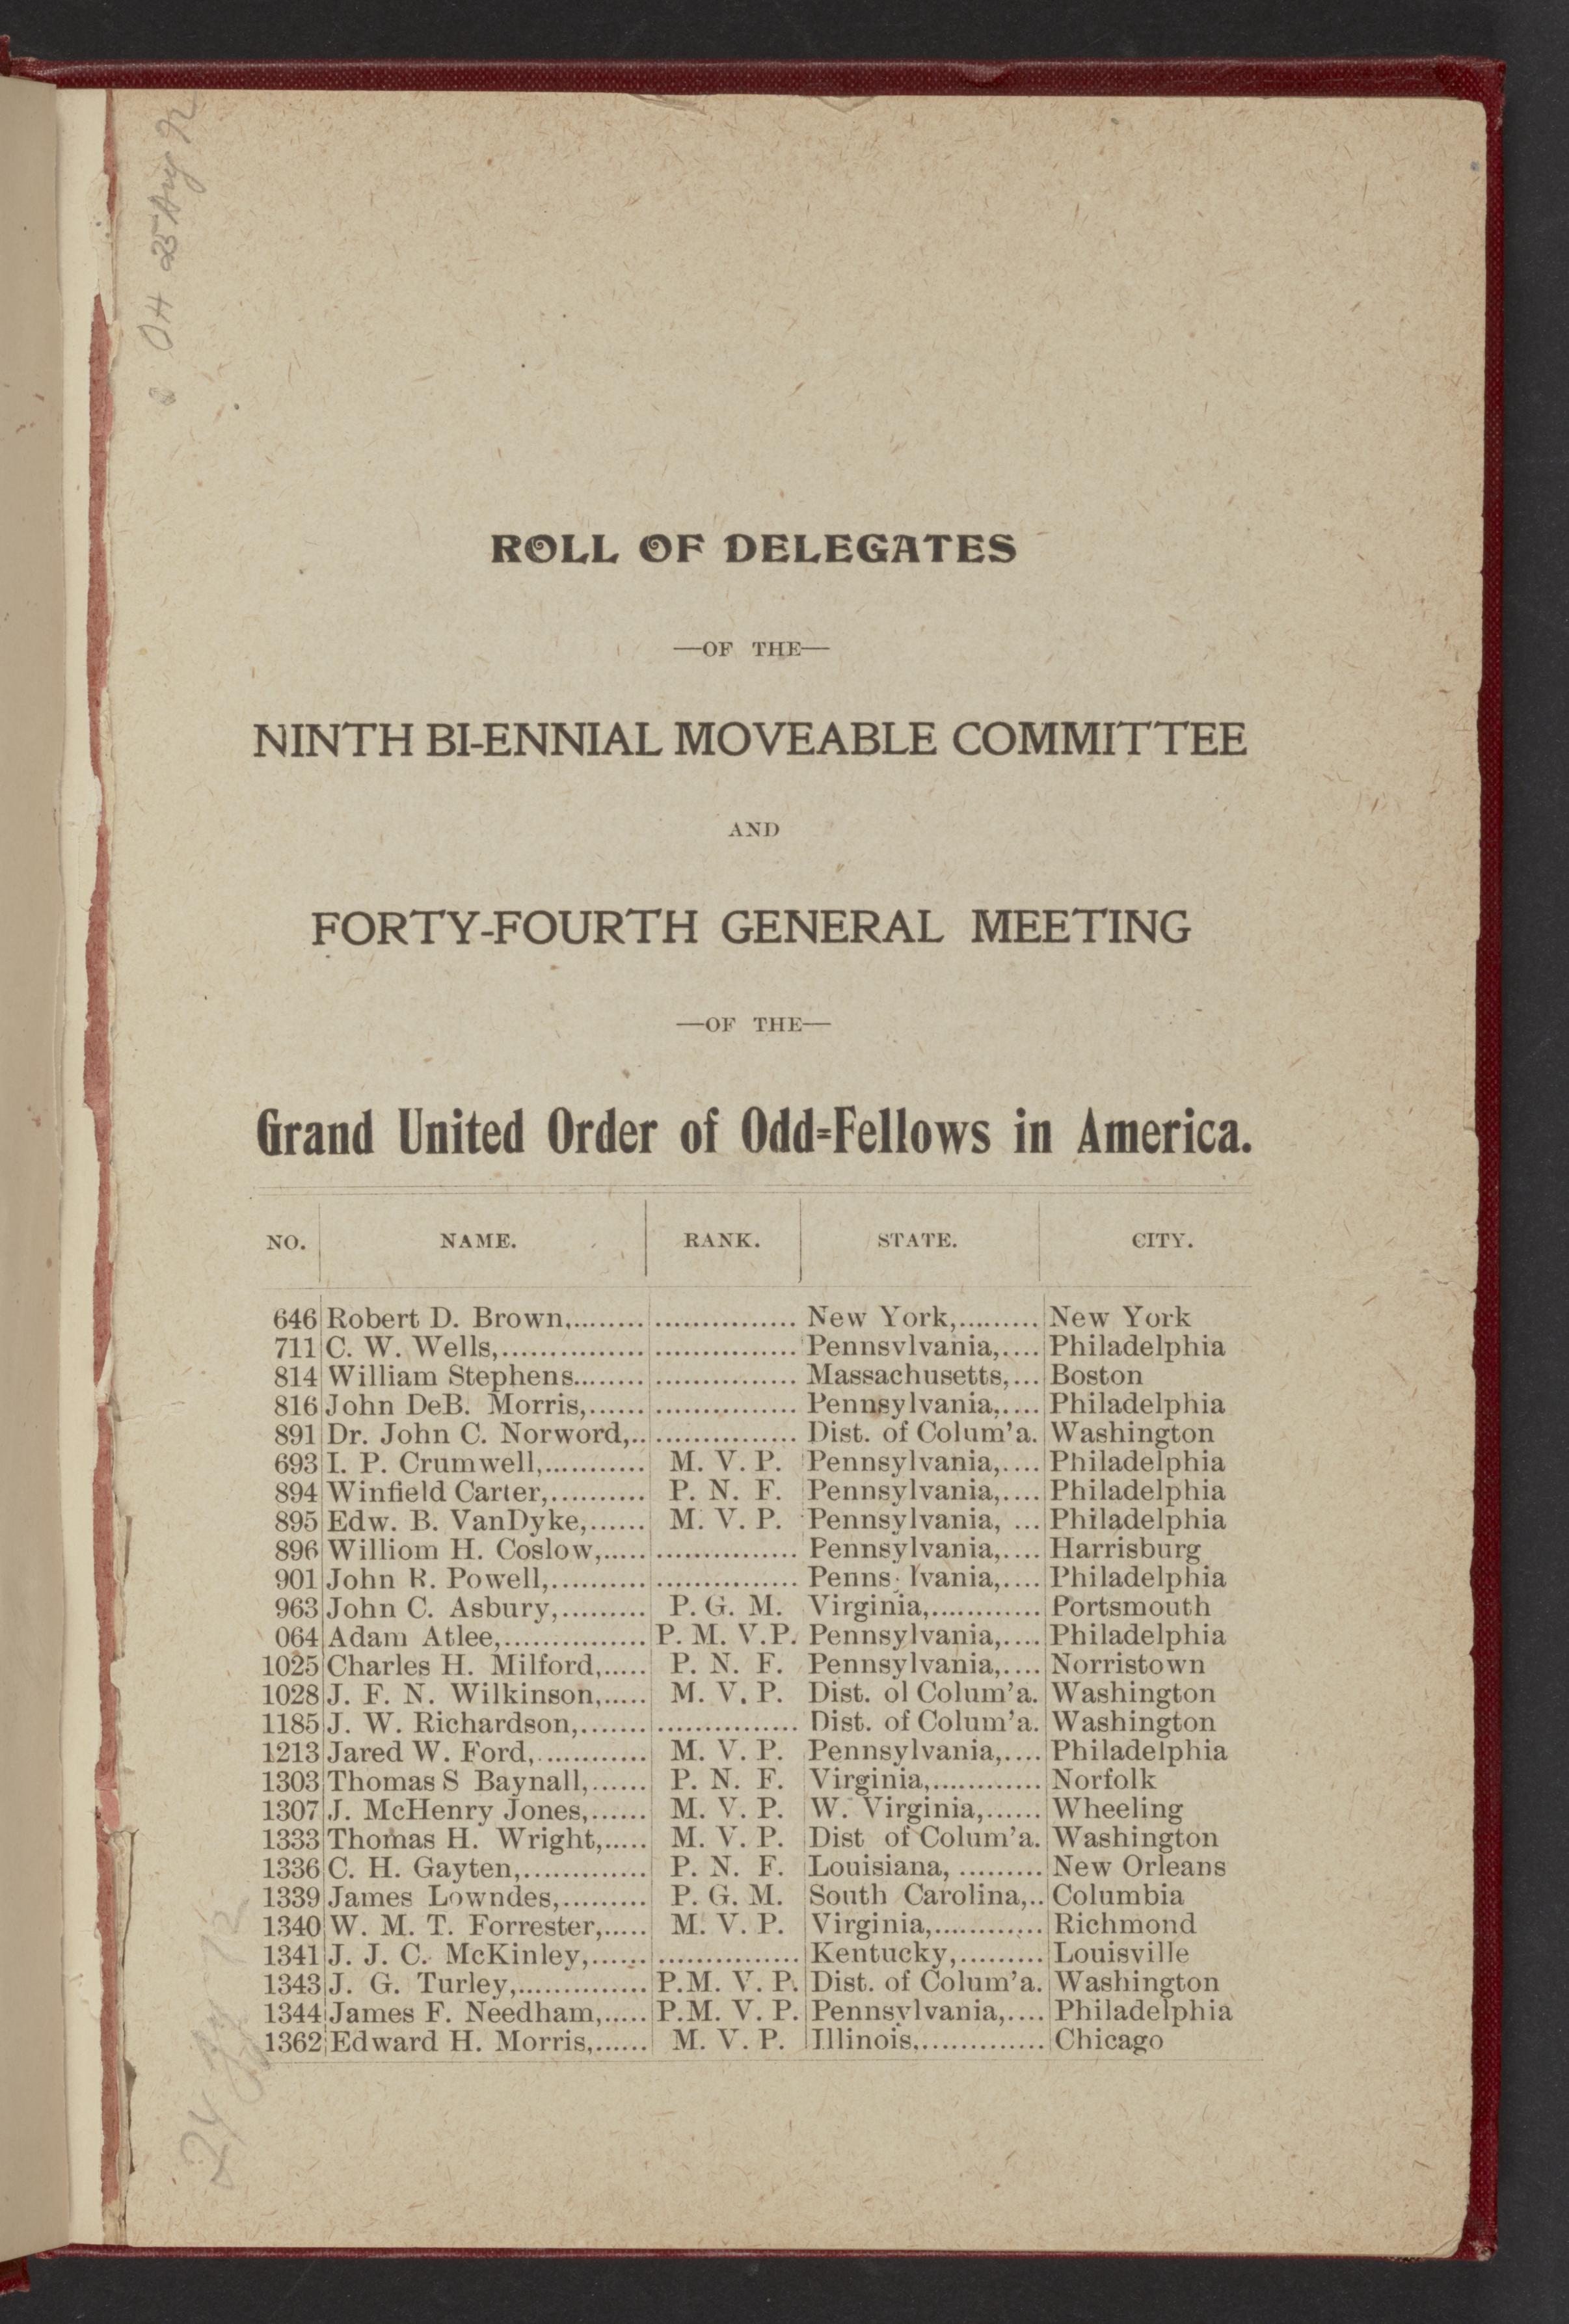 OH 25 Aug 92
ROLL OF DELEGATES
—OF THE—
NINTH BI-ENNIAL MOVEABLE COMMITTEE
AND
FORTY-FOURTH GENERAL MEETING
—OF THE—
Grand United Order of Odd=Fellows in America.
NO. NAME. RANK. STATE. CITY.
646 Robert D. Brown,........ ............... New York,......... New York
711 C. W. Wells,............... ............... Pennsvlvania,.... Philadelphia
814 William Stephens........ ............... Massachusetts,... Boston
816 John DeB. Morris,...... ............... Pennsylvania,.... Philadelphia
891 Dr. John C. Norword,.. ............... Dist. of Colum'a. Washington
693 I. P. Crumwell,........... M. V. P. Pennsylvania,.... Philadelphia
894 Winfield Carter,.......... P. N. F. Pennsylvania,.... Philadelphia
895 Edw. B. VanDyke,...... M. V. P. Pennsylvania, ... Philadelphia
896 Williom H. Coslow,..... ............... Pennsylvania,.... Harrisburg
901 John R. Powell,.......... ............... Penns lvania,.... Philadelphia
963 John C. Asbury,......... P. G. M. Virginia,............ Portsmouth
064 Adam Atlee,............... P. M. V.P. Pennsylvania,.... Philadelphia
1025 Charles H. Milford,..... P. N. F. Pennsylvania,.... Norristown
1028 J. F. N. Wilkinson,..... M. V. P. Dist. ol Colum'a. Washington
1185 J. W. Richardson,....... ............... Dist. of Colum'a. Washington
1213 Jared W. Ford,............ M. V. P. Pennsylvania,.... Philadelphia
1303 Thomas S Baynall,...... P. N. F. Virginia,............ Norfolk
1307 J. McHenry Jones,...... M. V. P. W. Virginia,...... Wheeling
1333 Thomas H. Wright,..... M. V. P. Dist of Colum'a. Washington
1336 C. H. Gayten,............. P. N. F. Louisiana, ......... New Orleans
1339 James Lowndes,......... P. G. M. South Carolina,.. Columbia
1340 W. M. T. Forrester,..... M. V. P. Virginia,............ Richmond
1341 J. J. C. McKinley,...... ............... Kentucky,......... Louisville
1343 J. G. Turley,.............. P.M. V. P. Dist. of Colum'a. Washington
1344 James F. Needham,..... P.M. V. P. Pennsvlvania,.... Philadelphia
1362 Edward H. Morris,...... M. V. P. Illinois,.............. Chicago